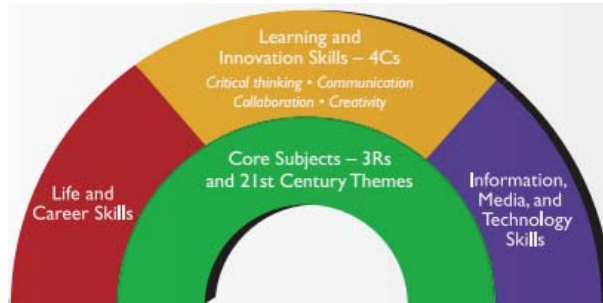 Learning and
Innovation Skills – 4Cs
Critical thinking • Communication
Collaboration • Creativity
Core Subjects – 3Rs
and 21st Century Themes
Life and
Career Skills
Information,
Media, and
Technology
Skills